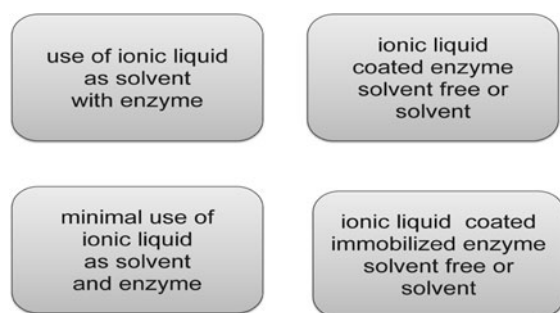 use of ionic liquid
as solvent
with enzyme
ionic liquid
coated enzyme
solvent free or
solvent
minimal use of
ionic liquid
as solvent
and enzyme
ionic liquid coated
immobilized enzyme
solvent free or
solvent